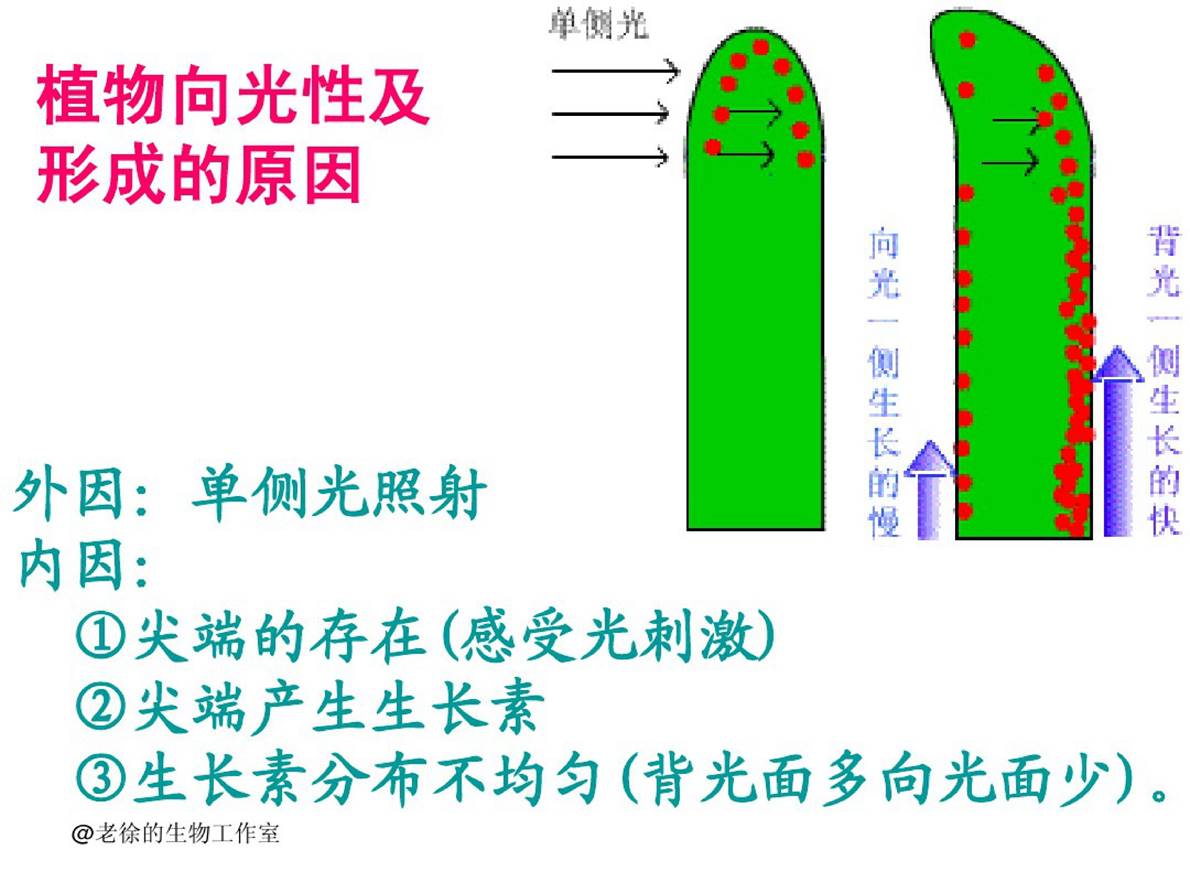 植物向光性及
形成的原因
单侧光
向光一侧生长的慢
背光一侧生长的快
外因：单侧光照射
内因：
①尖端的存在(感受光刺激)
②尖端产生生长素
③生长素分布不均匀(背光面多向光面少)。
@老徐的生物工作室